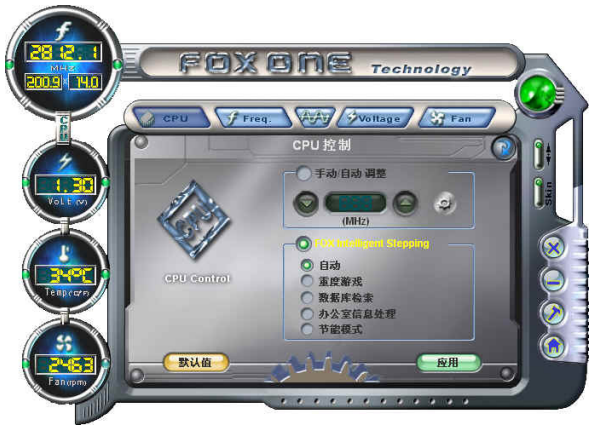 2812.1
MHz
200.9 x 14.0
CPU
1.30
Volt.(V)
34°C
Temp.(C/F)
2463
Fan(rpm)
FOX ONE Technology
CPU
Freq.
Voltage
Fan
CPU 控制
手动/自动 调整
(MHz)
FOX Intelligent Stepping
自动
重度游戏
数据库检索
办公室信息处理
节能模式
CPU Control
默认值
应用
Skin